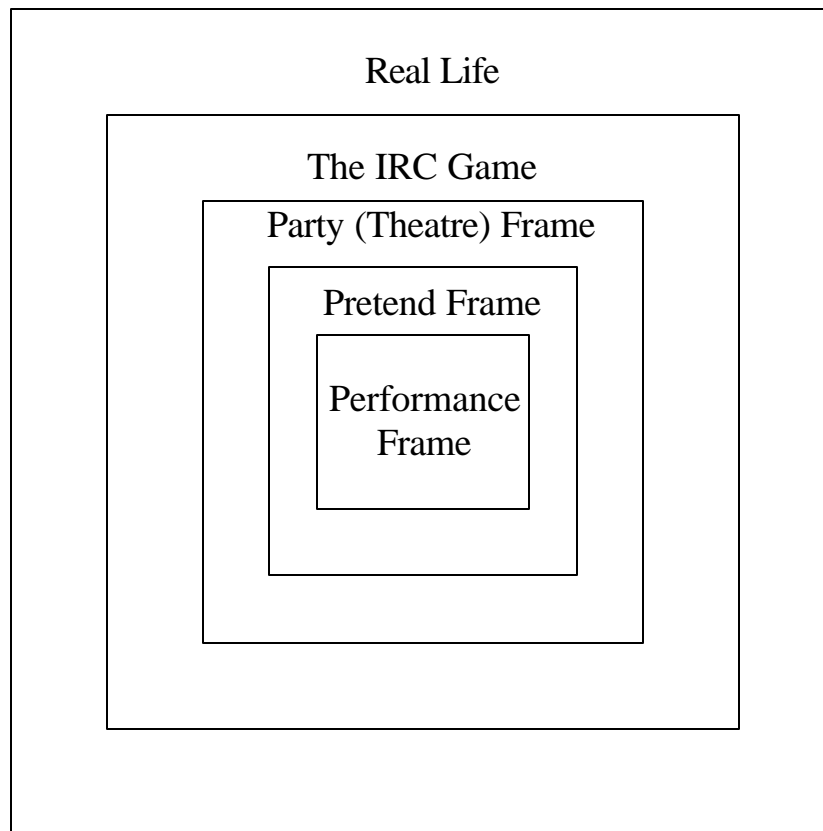 Real Life
The IRC Game
Party (Theatre) Frame
Pretend Frame
Performance
Frame